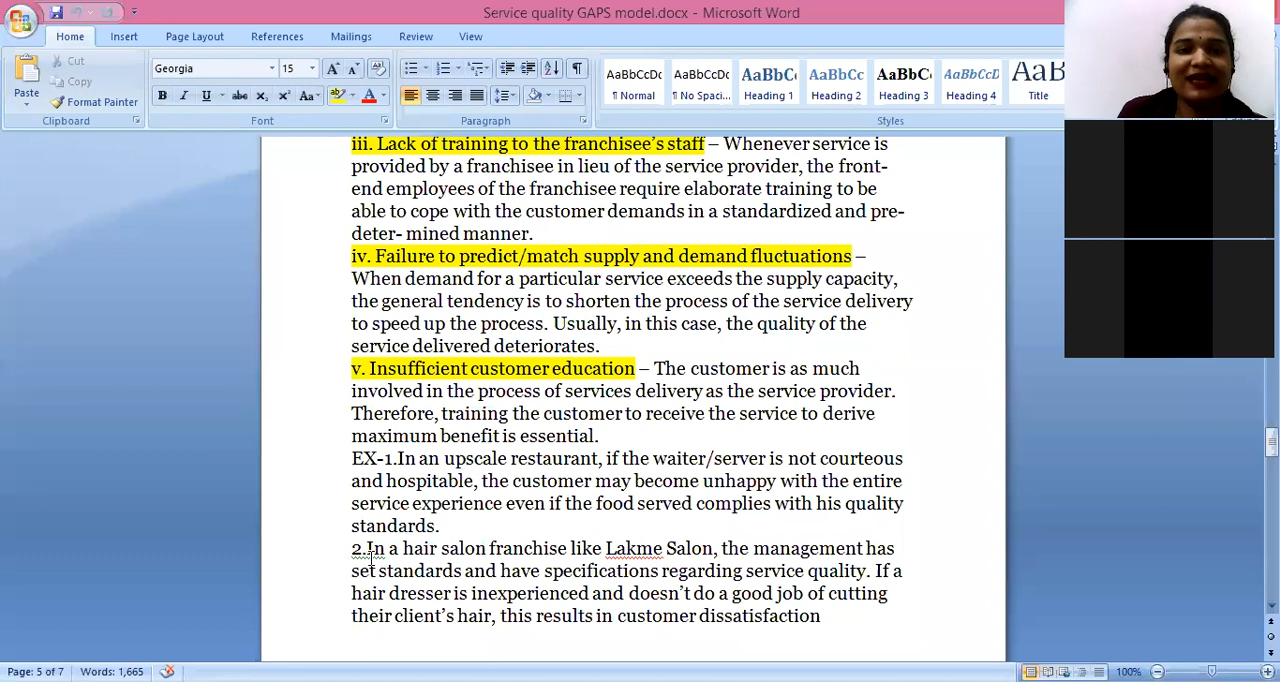 Service quality GAPS model.docx - Microsoft Word
Home Insert Page Layout References Mailings Review View
Cut
Copy
Format Painter
Paste
Georgia 15
B I U abe X₂ X² Aa A
AaBbCcDc AaBbCcDc AaBbC AaBbCc AaBbC AaBbCcD AaB
¶ Normal ¶ No Spaci... Heading 1 Heading 2 Heading 3 Heading 4 Title
Clipboard Font Paragraph Styles
iii. Lack of training to the franchisee’s staff – Whenever service is
provided by a franchisee in lieu of the service provider, the front-
end employees of the franchisee require elaborate training to be
able to cope with the customer demands in a standardized and pre-
deter- mined manner.
iv. Failure to predict/match supply and demand fluctuations –
When demand for a particular service exceeds the supply capacity,
the general tendency is to shorten the process of the service delivery
to speed up the process. Usually, in this case, the quality of the
service delivered deteriorates.
v. Insufficient customer education – The customer is as much
involved in the process of services delivery as the service provider.
Therefore, training the customer to receive the service to derive
maximum benefit is essential.
EX-1.In an upscale restaurant, if the waiter/server is not courteous
and hospitable, the customer may become unhappy with the entire
service experience even if the food served complies with his quality
standards.
2.In a hair salon franchise like Lakme Salon, the management has
set standards and have specifications regarding service quality. If a
hair dresser is inexperienced and doesn’t do a good job of cutting
their client’s hair, this results in customer dissatisfaction
Page: 5 of 7 Words: 1,665 100%